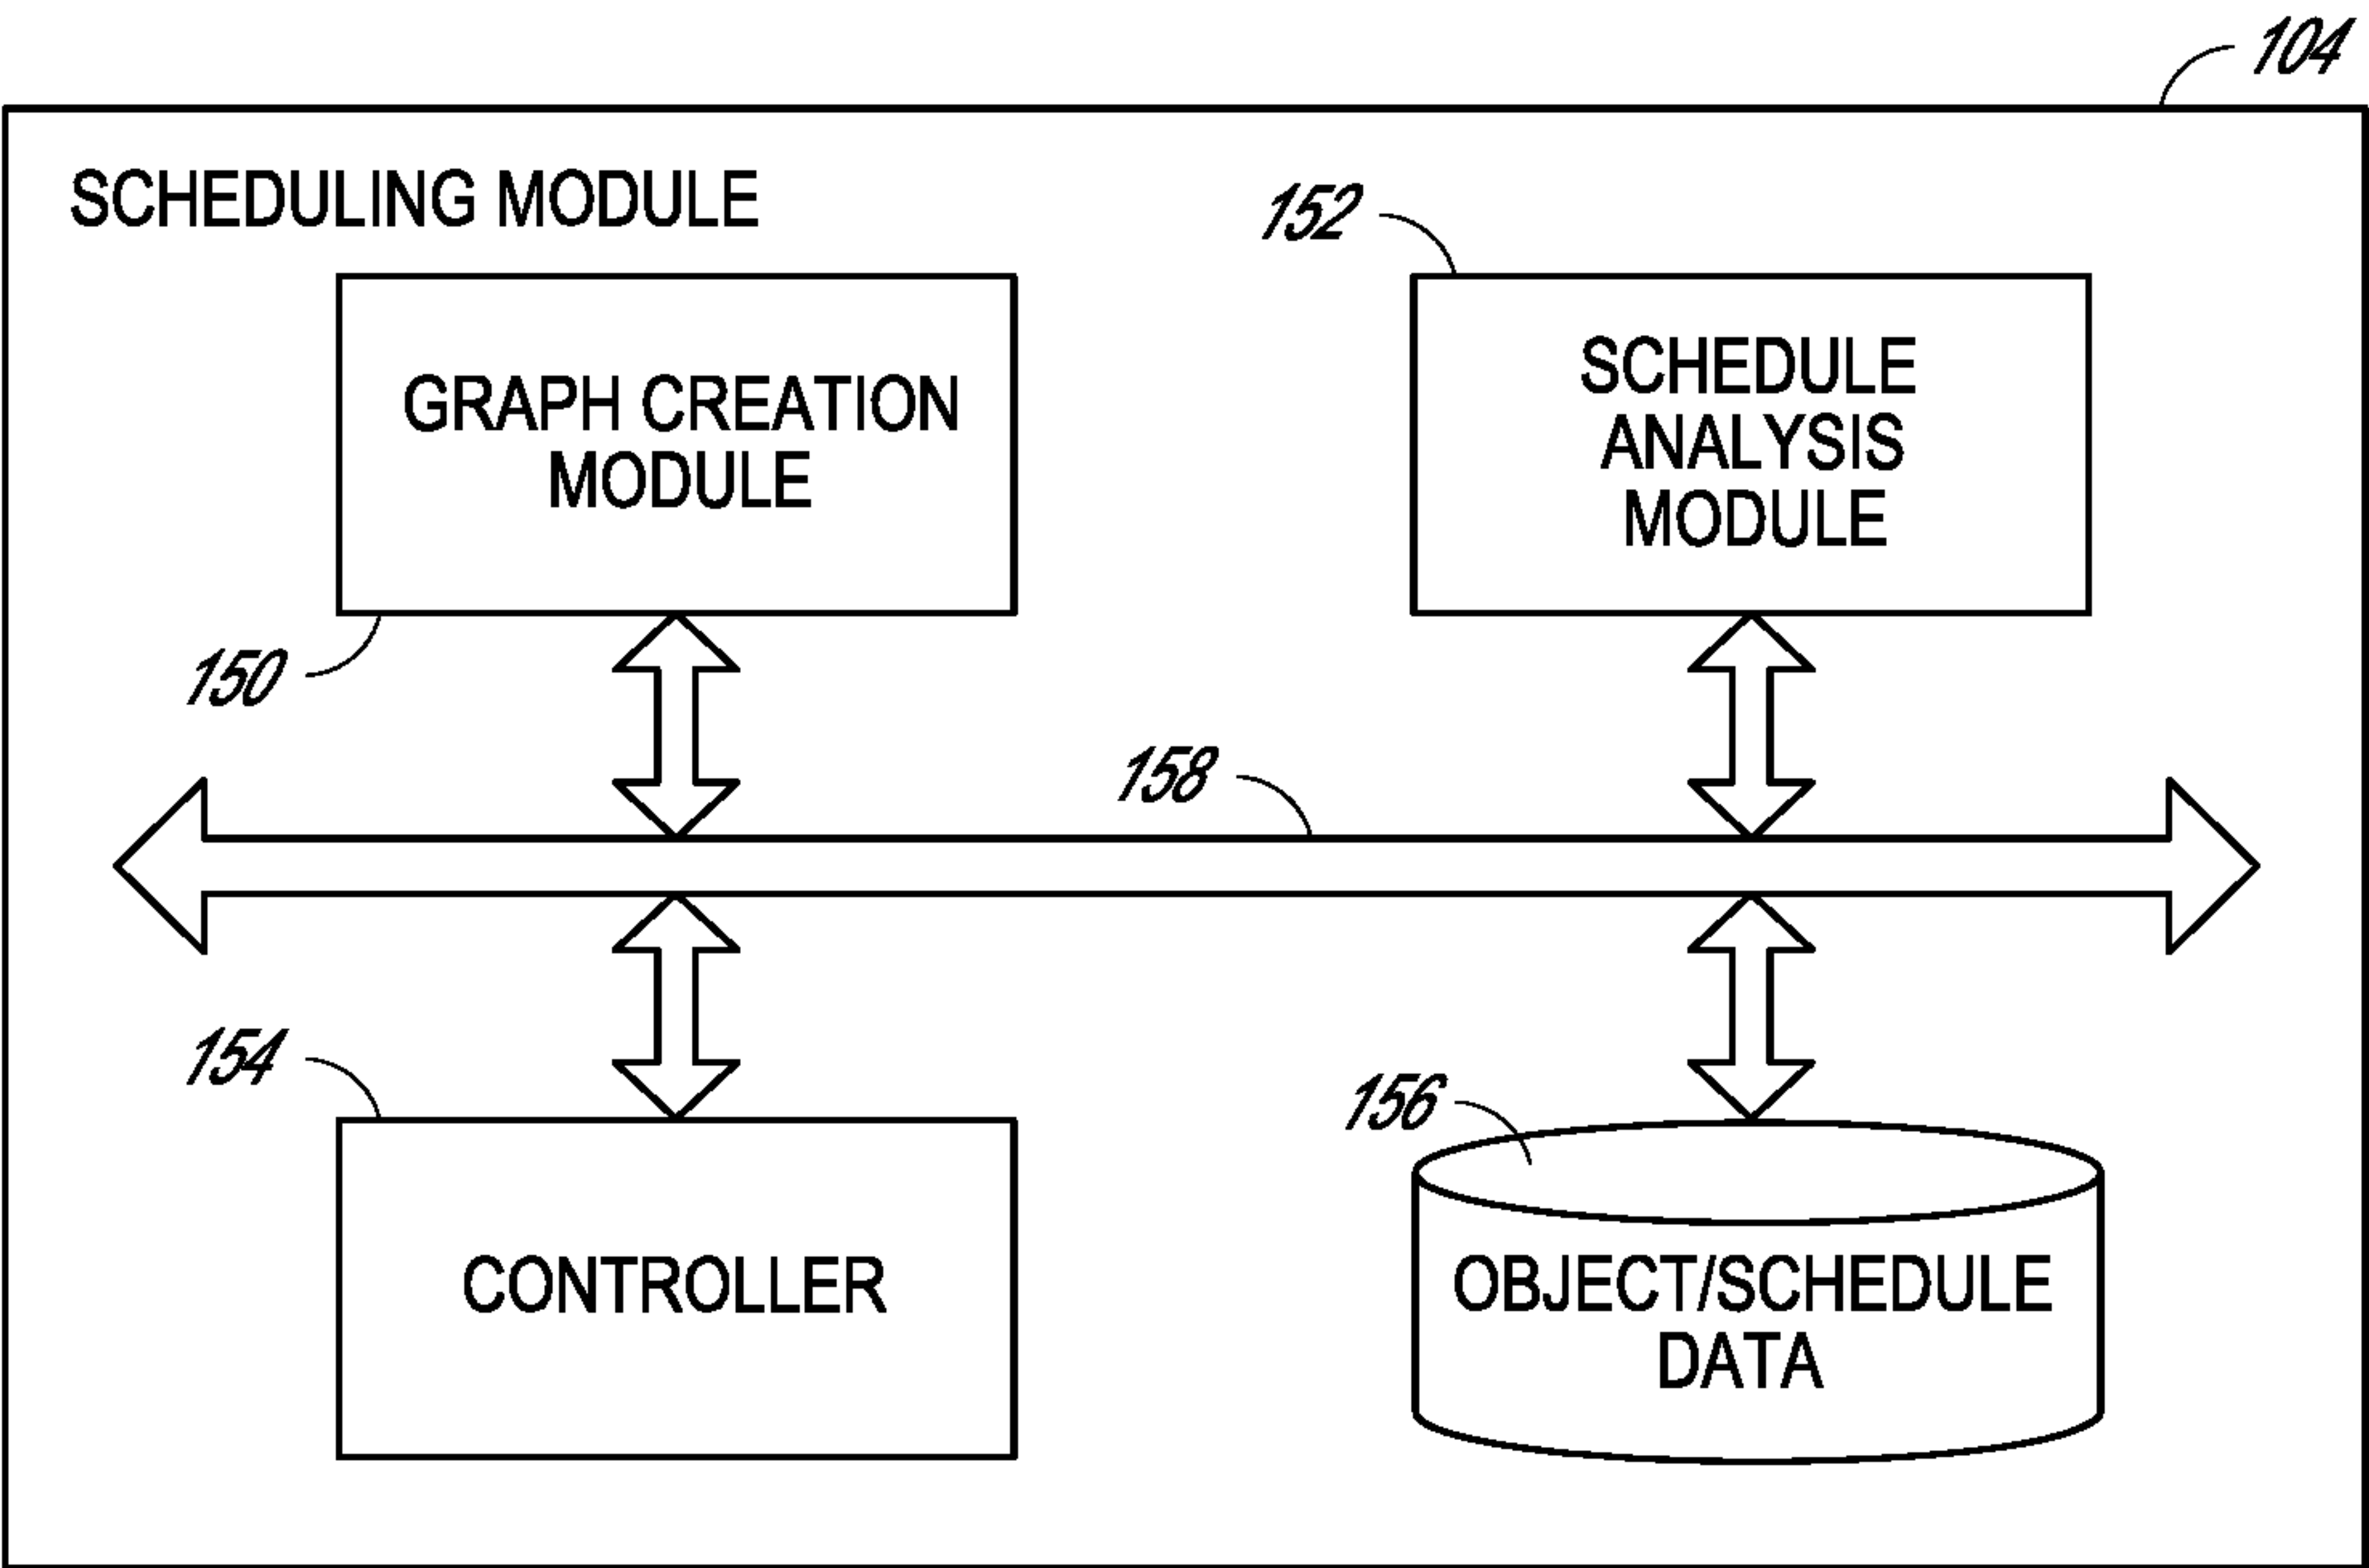 104
SCHEDULING MODULE
152
GRAPH CREATION
MODULE
SCHEDULE
ANALYSIS
MODULE
150
158
154
156
CONTROLLER
OBJECT/SCHEDULE
DATA